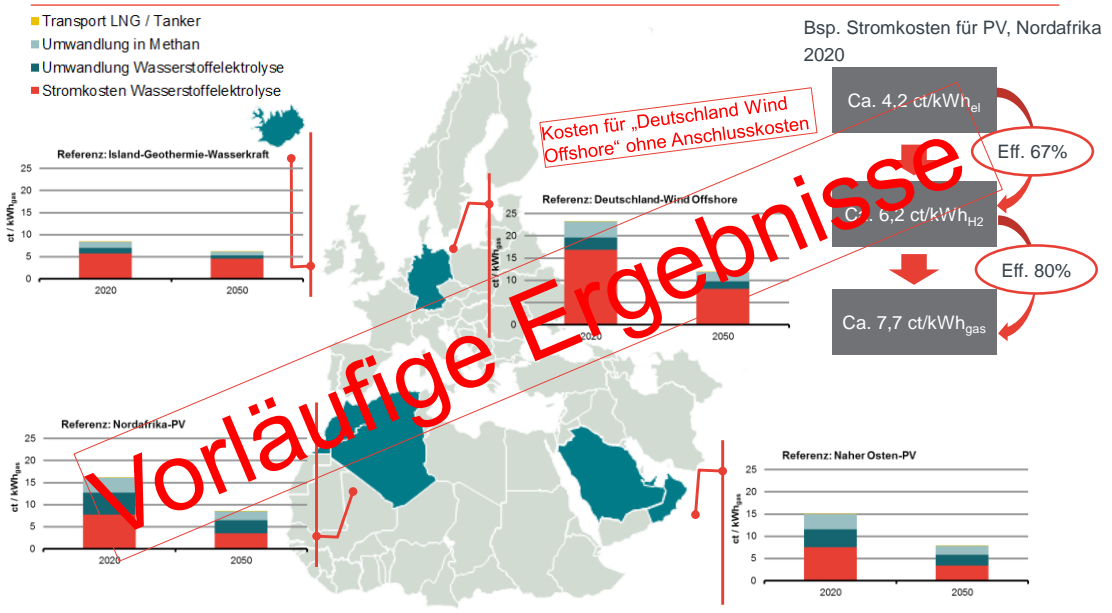 Transport LNG / Tanker
Umwandlung in Methan
Umwandlung Wasserstoffelektrolyse
Stromkosten Wasserstoffelektrolyse
Bsp. Stromkosten für PV, Nordafrika
2020
Ca. 4,2 ct/kWhel
Eff. 67%
Ca. 6,2 ct/kWhH2
Eff. 80%
Ca. 7,7 ct/kWhgas
Kosten für „Deutschland Wind
Offshore“ ohne Anschlusskosten
Vorläufige Ergebnisse
Referenz: Island-Geothermie-Wasserkraft
ct / kWhgas
25
20
15
10
5
0
2020 2050
Referenz: Deutschland-Wind Offshore
ct / kWhgas
25
20
15
10
5
0
2020 2050
Referenz: Nordafrika-PV
ct / kWhgas
25
20
15
10
5
0
2020 2050
Referenz: Naher Osten-PV
ct / kWhgas
25
20
15
10
5
0
2020 2050